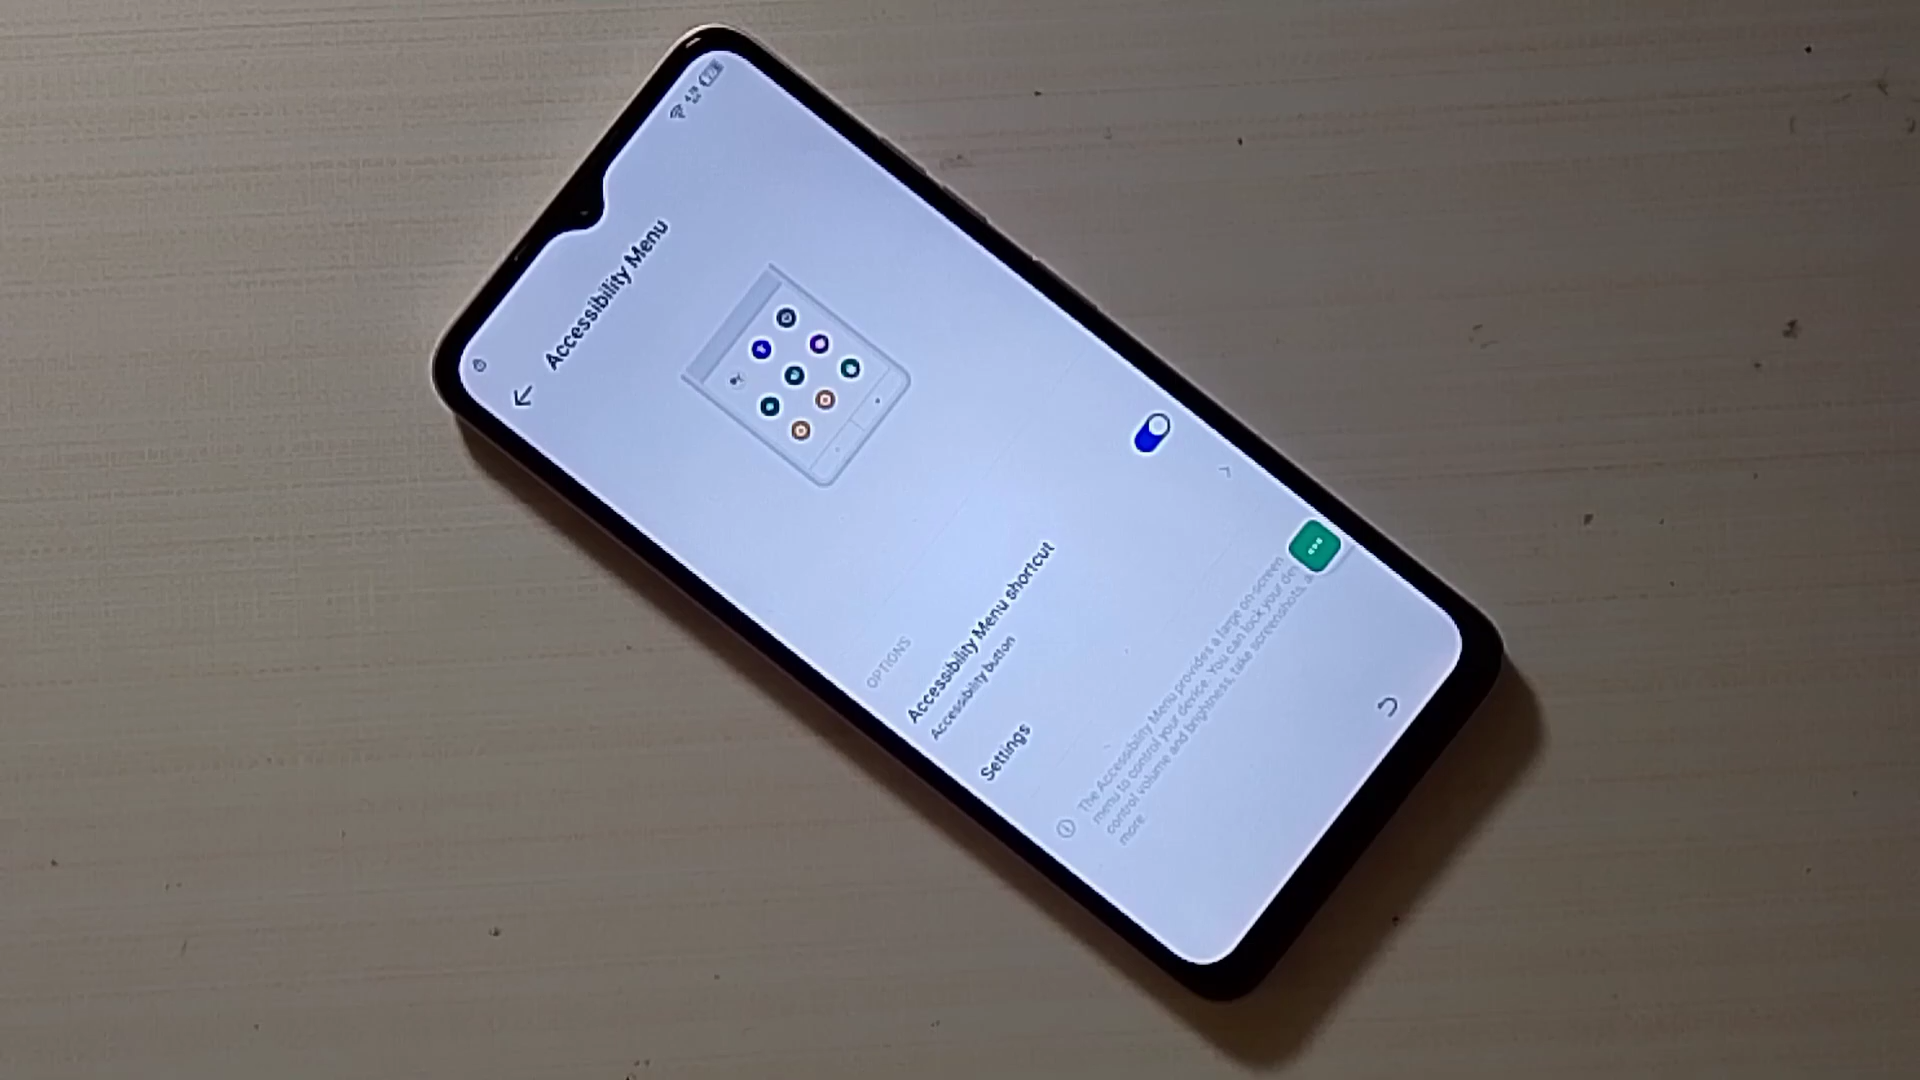 Accessibility Menu
OPTIONS
Accessibility Menu shortcut
Accessibility button
Settings
The Accessibility Menu provides a large on-screen
menu to control your device. You can lock your
control volume and brightness, take screenshots,
more.